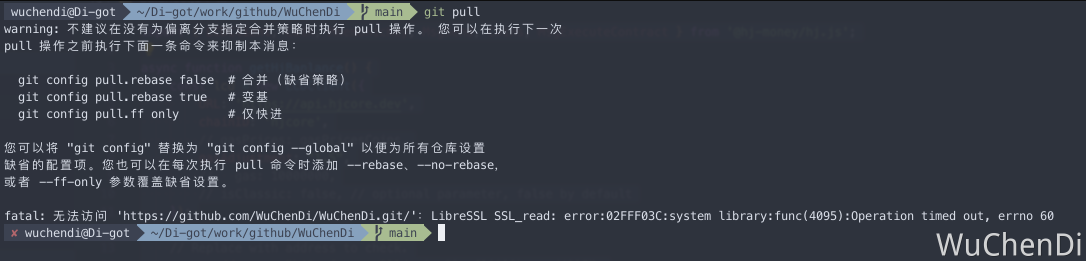 wuchendi@Di-got ~/Di-got/work/github/WuChenDi main git pull
warning: 不建议在没有为偏离分支指定合并策略时执行 pull 操作。 您可以在执行下一次
pull 操作之前执行下面一条命令来抑制本消息：
git config pull.rebase false # 合并（缺省策略）
git config pull.rebase true # 变基
git config pull.ff only # 仅快进
您可以将 "git config" 替换为 "git config --global" 以便为所有仓库设置
缺省的配置项。您也可以在每次执行 pull 命令时添加 --rebase、--no-rebase，
或者 --ff-only 参数覆盖缺省设置。
fatal: 无法访问 'https://github.com/WuChenDi/WuChenDi.git/': LibreSSL SSL_read: error:02FFF03C:system library:func(4095):Operation timed out, errno 60
✘ wuchendi@Di-got ~/Di-got/work/github/WuChenDi main
WuChenDi